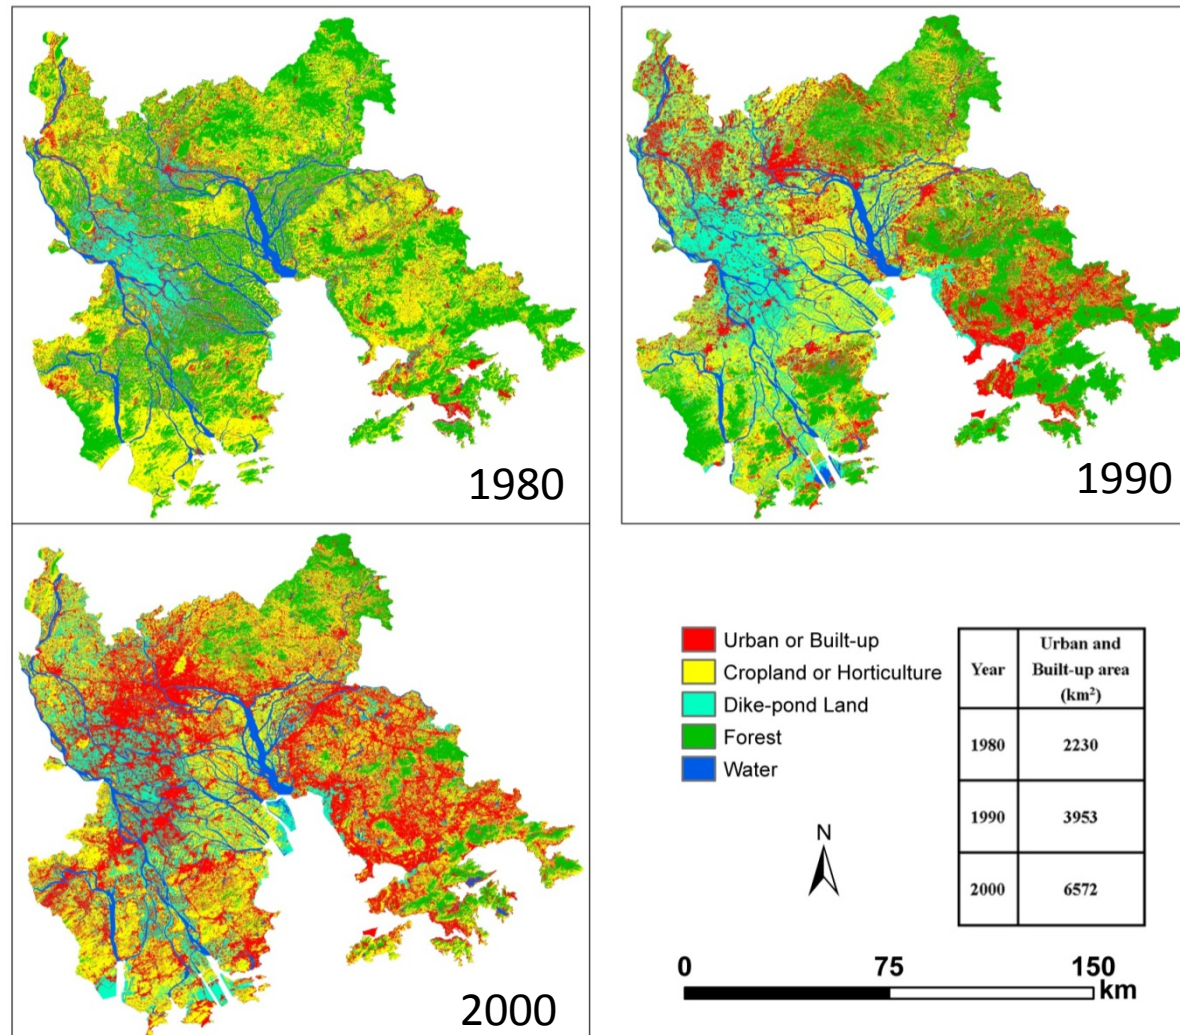 1980
1990
2000
Urban or Built-up
Cropland or Horticulture
Dike-pond Land
Forest
Water
Year
Urban and
Built-up area
(km²)
1980
2230
1990
3953
2000
6572
N
0
75
150
km